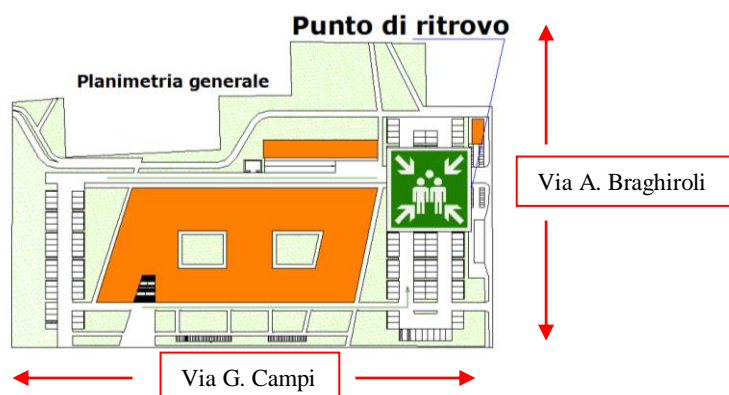 Punto di ritrovo
Planimetria generale
Via A. Braghiroli
Via G. Campi